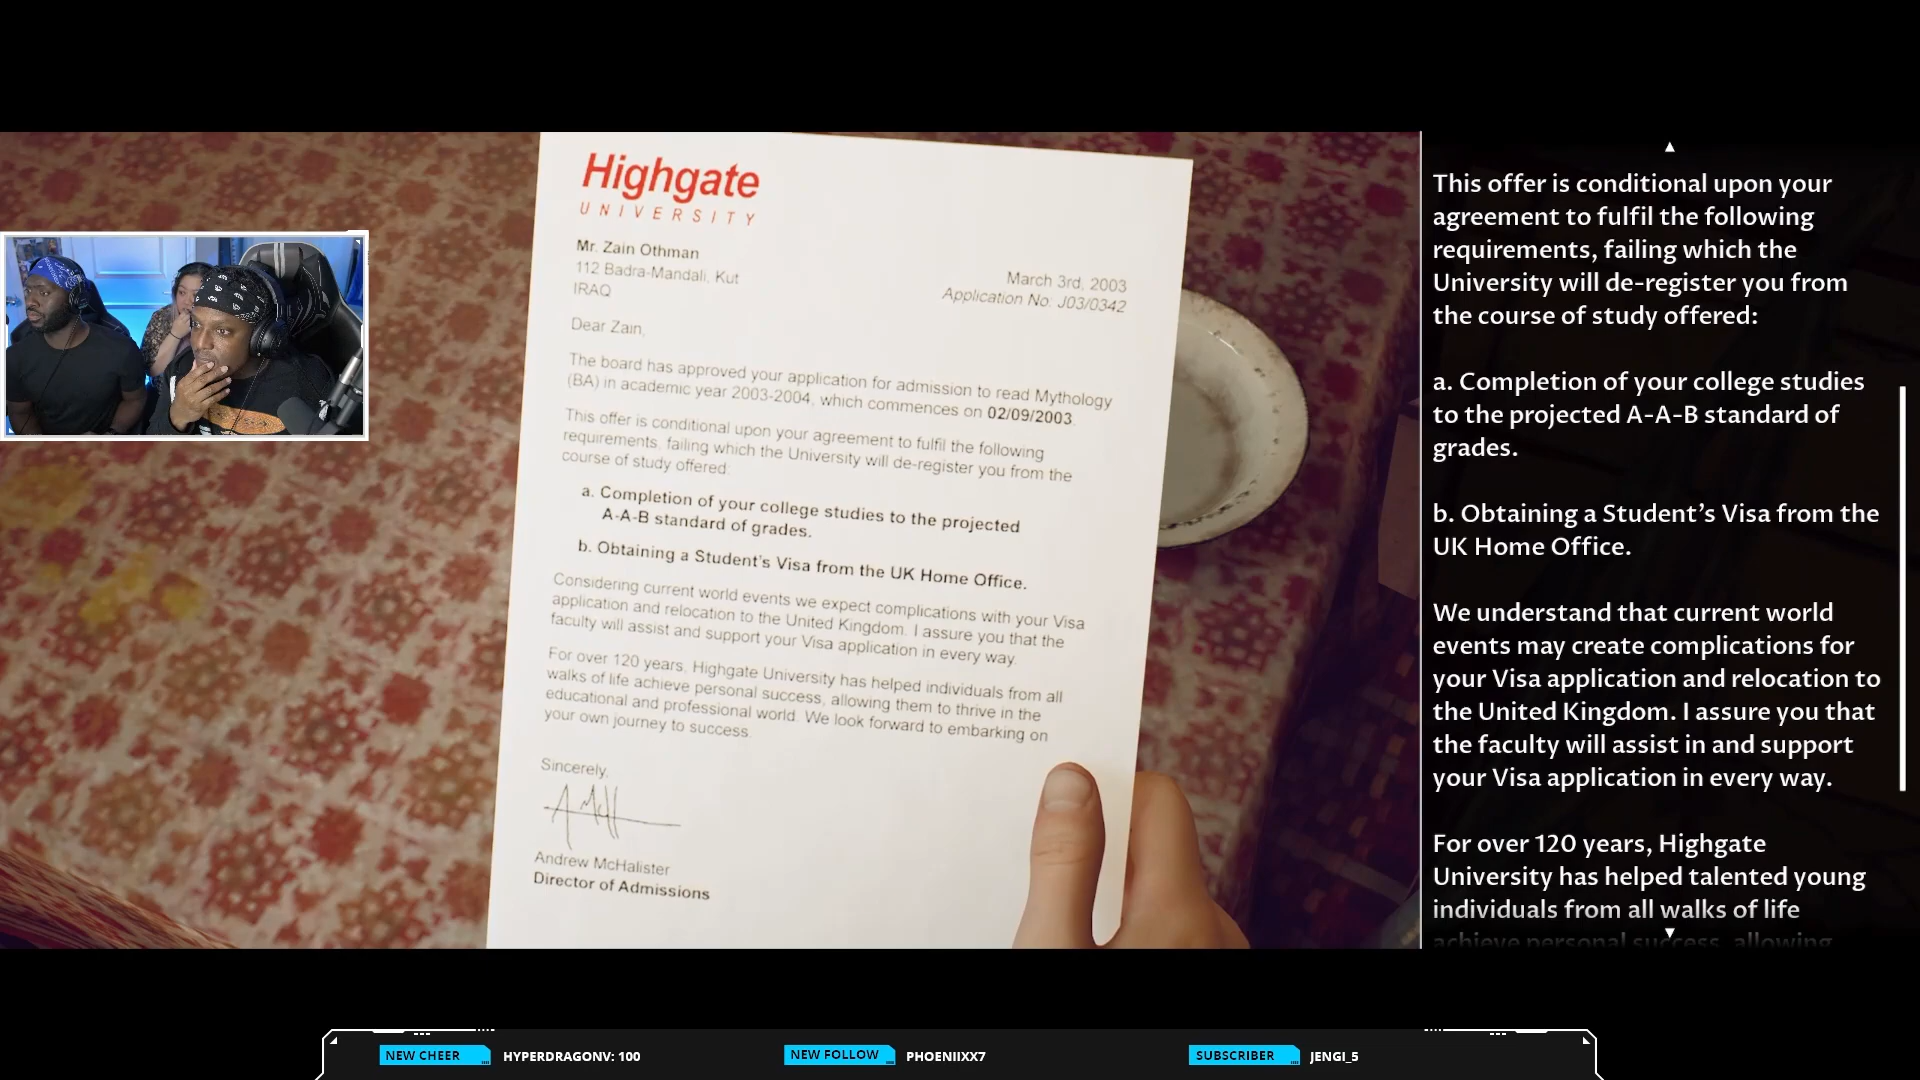 Highgate
UNIVERSITY
Mr. Zain Othman
112 Badra-Mandali, Kut
IRAQ
March 3rd, 2003
Application No: J03/0342
Dear Zain,
The board has approved your application for admission to read Mythology
(BA) in academic year 2003-2004, which commences on 02/09/2003.
This offer is conditional upon your agreement to fulfil the following
requirements, failing which the University will de-register you from the
course of study offered:
a. Completion of your college studies to the projected
A-A-B standard of grades.
b. Obtaining a Student's Visa from the UK Home Office.
Considering current world events we expect complications with your Visa
application and relocation to the United Kingdom. I assure you that the
faculty will assist and support your Visa application in every way.
For over 120 years, Highgate University has helped individuals from all
walks of life achieve personal success, allowing them to thrive in the
educational and professional world. We look forward to embarking on
your own journey to success.
Sincerely,
Andrew McHalister
Director of Admissions
This offer is conditional upon your
agreement to fulfil the following
requirements, failing which the
University will de-register you from
the course of study offered:
a. Completion of your college studies
to the projected A-A-B standard of
grades.
b. Obtaining a Student’s Visa from the
UK Home Office.
We understand that current world
events may create complications for
your Visa application and relocation to
the United Kingdom. I assure you that
the faculty will assist in and support
your Visa application in every way.
For over 120 years, Highgate
University has helped talented young
individuals from all walks of life
achieve personal success, allowing
NEW CHEER HYPERDRAGONV: 100
NEW FOLLOW PHOENIIXX7
SUBSCRIBER JENGI_5